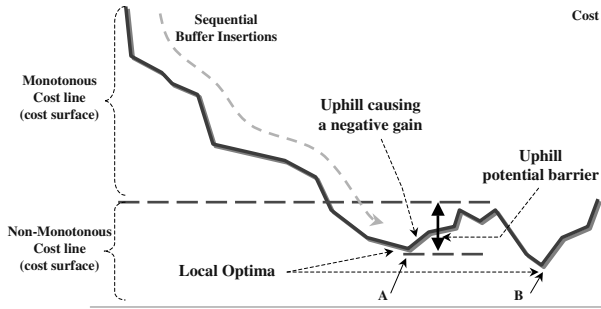 Sequential
Buffer Insertions
Cost
Monotonous
Cost line
(cost surface)
Uphill causing
a negative gain
Uphill
potential barrier
Non-Monotonous
Cost line
(cost surface)
Local Optima
A
B